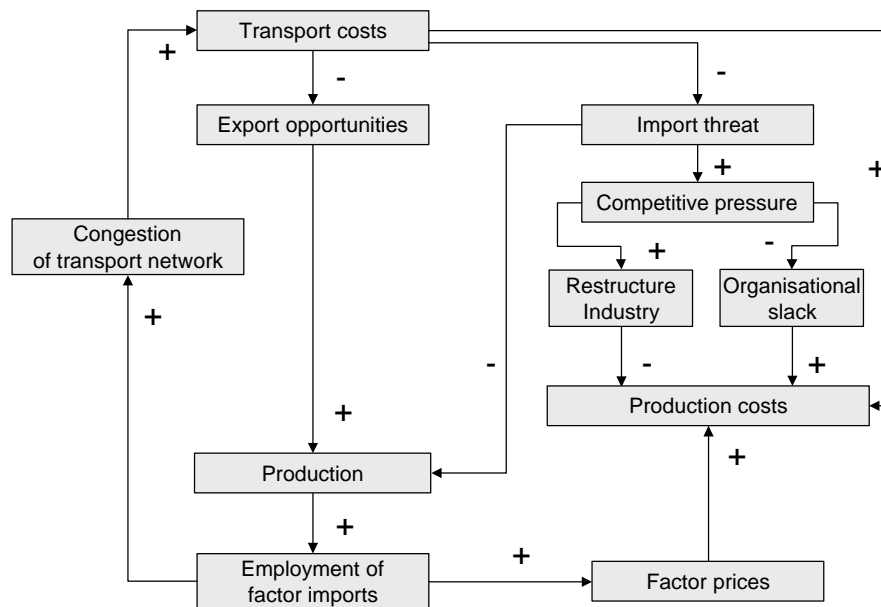 Transport costs
+
-
-
Export opportunities
Import threat
+
+
Competitive pressure
Congestion
of transport network
+
-
Restructure
Industry
Organisational
slack
+
-
-
+
Production costs
+
+
Production
+
+
Employment of
factor imports
Factor prices